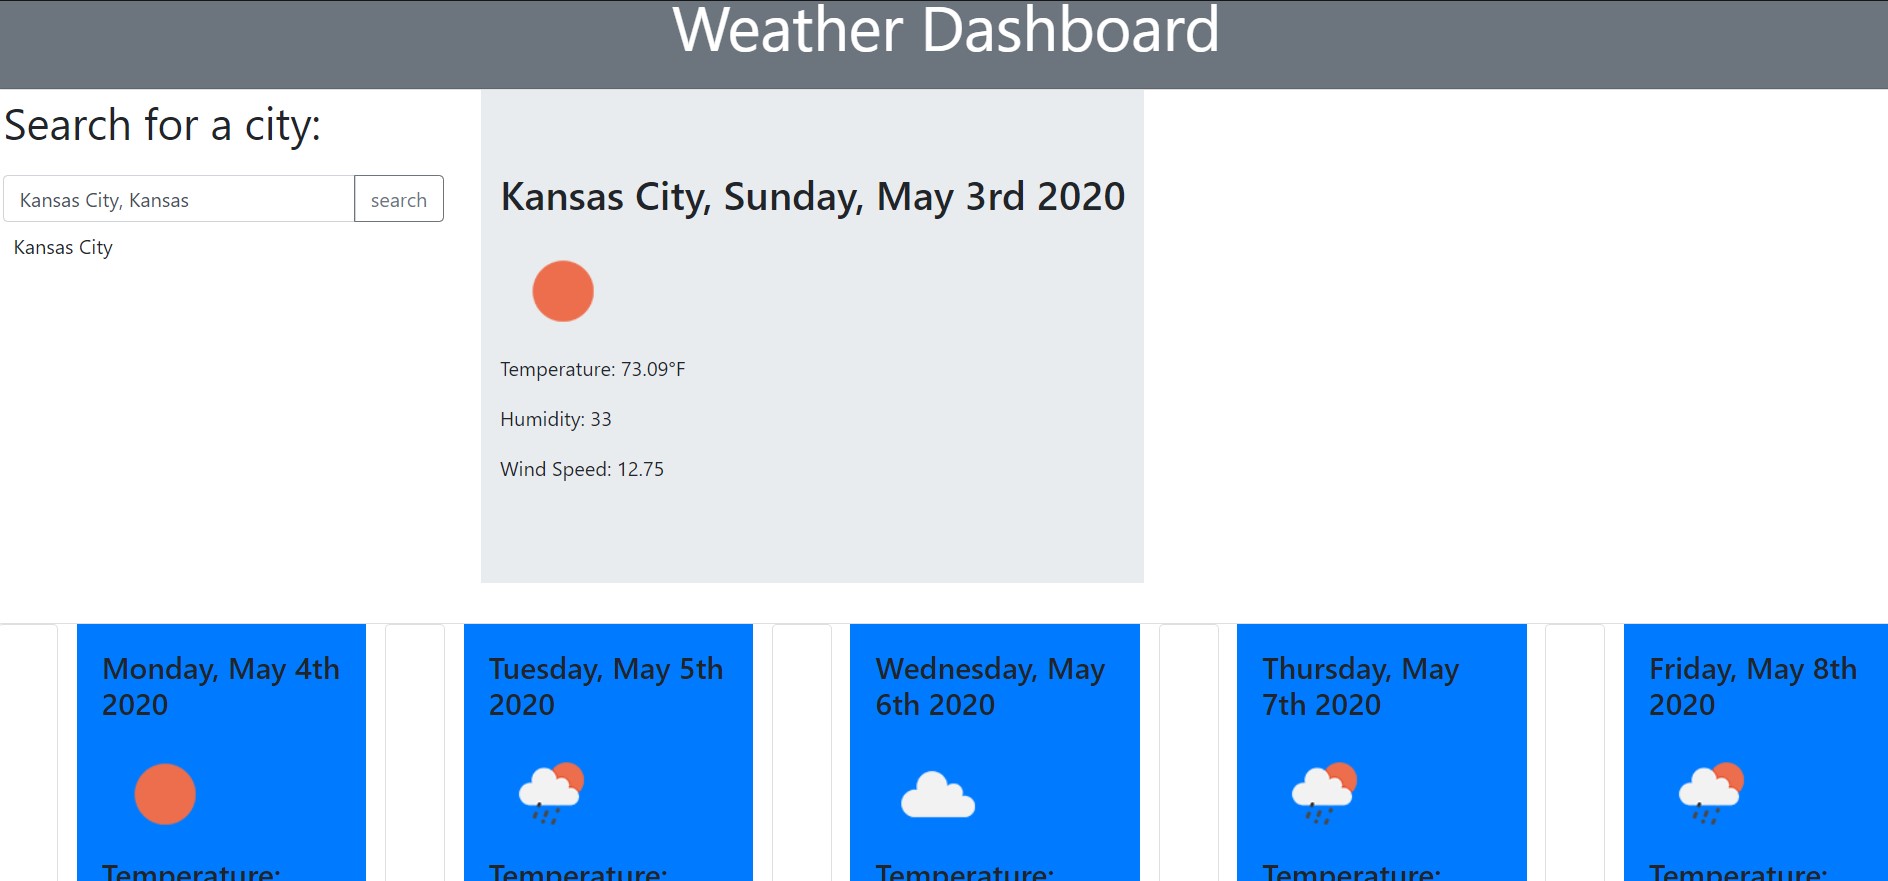 Weather Dashboard
Search for a city:
Kansas City, Kansas
search
Kansas City
Kansas City, Sunday, May 3rd 2020
Temperature: 73.09°F
Humidity: 33
Wind Speed: 12.75
Monday, May 4th
2020
Temperature:
Tuesday, May 5th
2020
Temperature:
Wednesday, May
6th 2020
Temperature:
Thursday, May
7th 2020
Temperature:
Friday, May 8th
2020
Temperature: